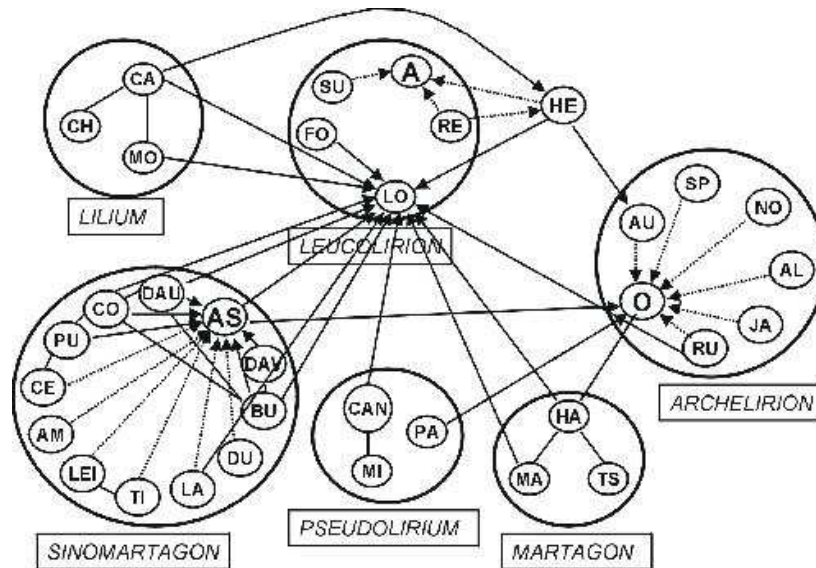 CA
CH
MO
LILIUM
SU
A
RE
FO
LO
LEUCOLIRION
HE
SP
AU
NO
AL
O
JA
RU
ARCHELIRION
DAU
CO
AS
PU
DAV
CE
BU
AM
DU
LEI
LA
TI
SINOMARTAGON
CAN
PA
MI
PSEUDOLIRIUM
HA
MA
TS
MARTAGON